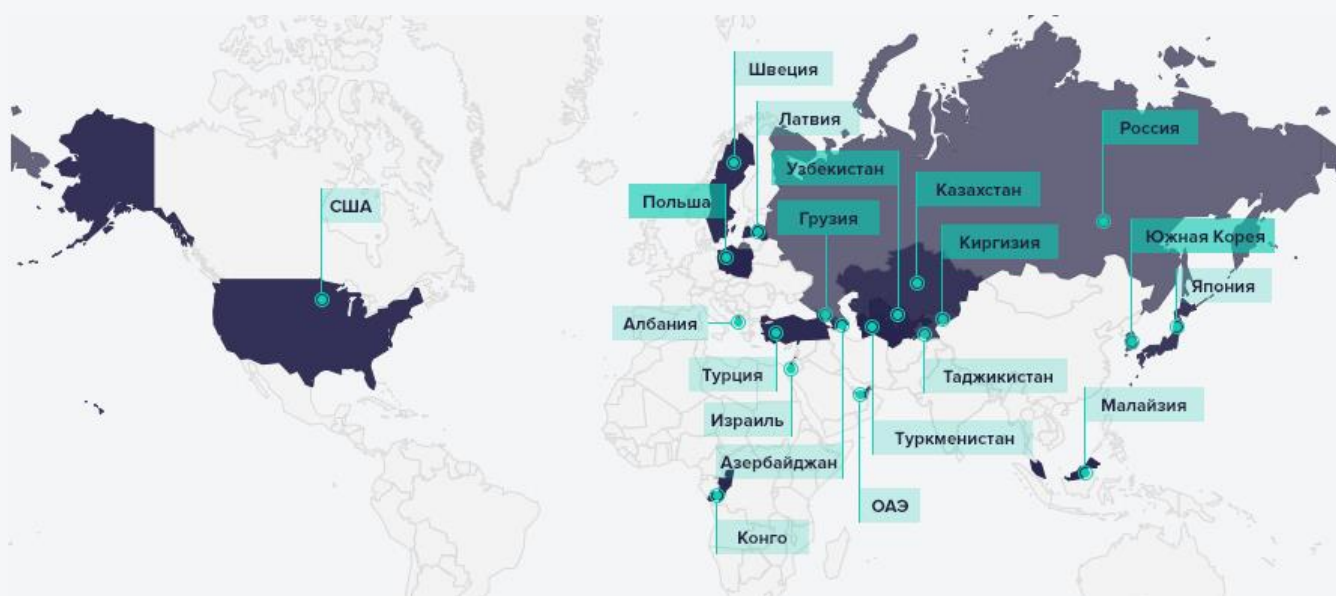 Швеция
Латвия
Россия
Узбекистан
Казахстан
Польша
США
Грузия
Киргизия
Южная Корея
Япония
Албания
Турция
Таджикистан
Малайзия
Израиль
Туркменистан
Азербайджан
ОАЭ
Конго